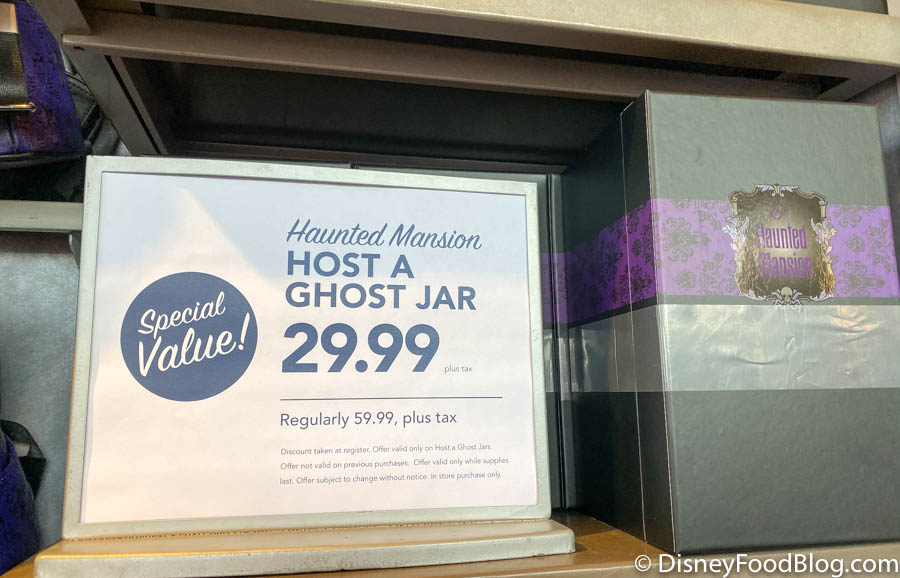 Haunted Mansion
HOST A
GHOST JAR
Special
Value!
29.99
plus tax
Regularly 59.99, plus tax
Discount taken at register. Offer valid only on Host a Ghost Jars.
Offer not valid on previous purchases. Offer valid only while supplies
last. Offer subject to change without notice. In store purchase only.
Haunted
Mansion
©DisneyFoodBlog.com